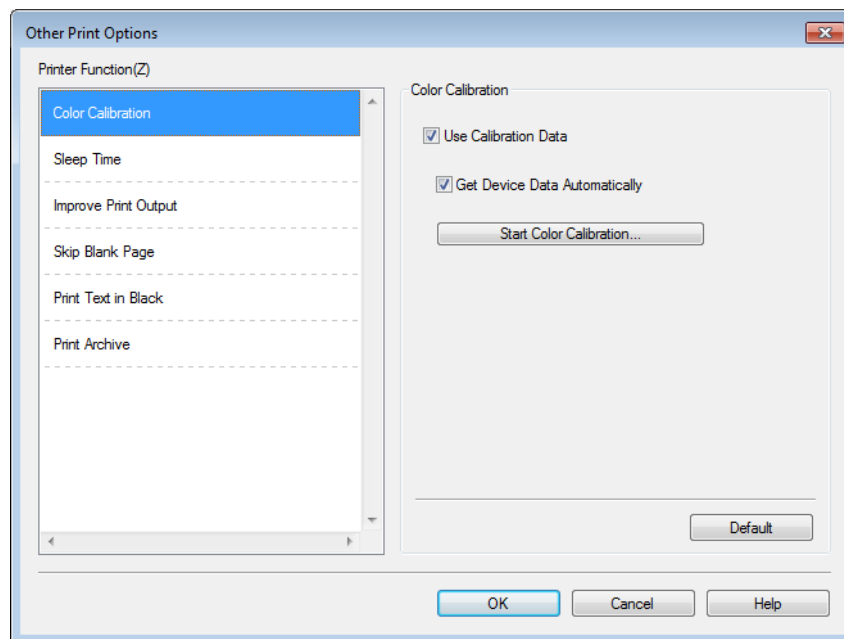 Other Print Options
Printer Function(Z)
Color Calibration
Sleep Time
Improve Print Output
Skip Blank Page
Print Text in Black
Print Archive
Color Calibration
Use Calibration Data
Get Device Data Automatically
Start Color Calibration...
Default
OK
Cancel
Help